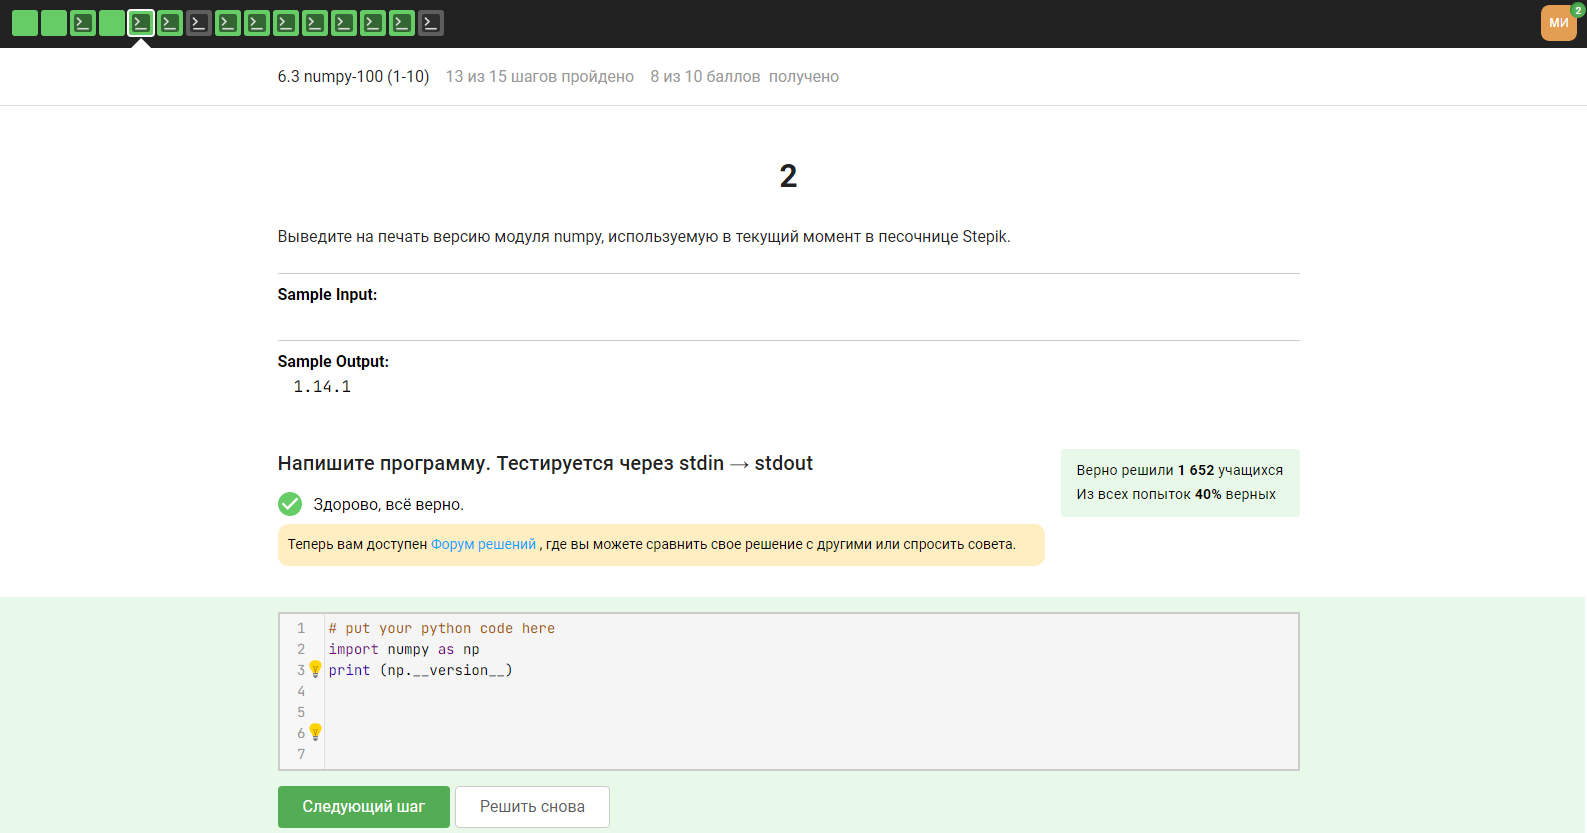 МИ
2
6.3 numpy-100 (1-10) 13 из 15 шагов пройдено 8 из 10 баллов получено
2
Выведите на печать версию модуля numpy, используемую в текущий момент в песочнице Stepik.
Sample Input:
Sample Output:
1.14.1
Напишите программу. Тестируется через stdin → stdout
Верно решили 1 652 учащихся
Из всех попыток 40% верных
Здорово, всё верно.
Теперь вам доступен Форум решений , где вы можете сравнить свое решение с другими или спросить совета.
1 # put your python code here
2 import numpy as np
3 print (np.__version__)
4
5
6
7
Следующий шаг
Решить снова